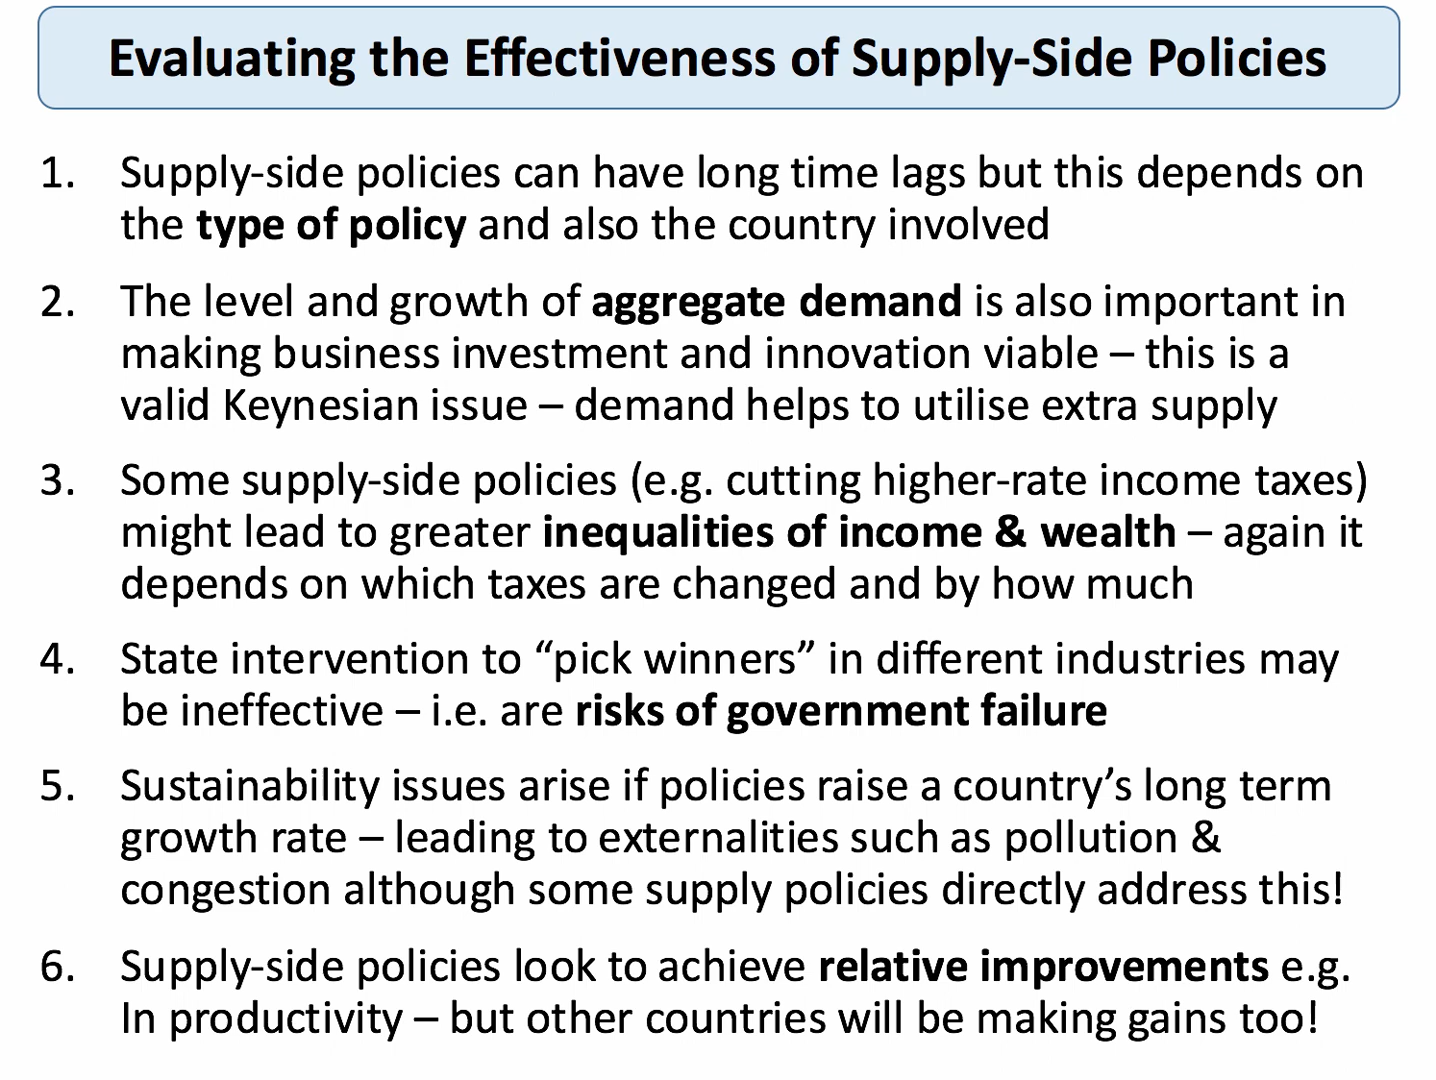 Evaluating the Effectiveness of Supply-Side Policies
1. Supply-side policies can have long time lags but this depends on
the type of policy and also the country involved
2. The level and growth of aggregate demand is also important in
making business investment and innovation viable – this is a
valid Keynesian issue – demand helps to utilise extra supply
3. Some supply-side policies (e.g. cutting higher-rate income taxes)
might lead to greater inequalities of income & wealth – again it
depends on which taxes are changed and by how much
4. State intervention to “pick winners” in different industries may
be ineffective – i.e. are risks of government failure
5. Sustainability issues arise if policies raise a country’s long term
growth rate – leading to externalities such as pollution &
congestion although some supply policies directly address this!
6. Supply-side policies look to achieve relative improvements e.g.
In productivity – but other countries will be making gains too!